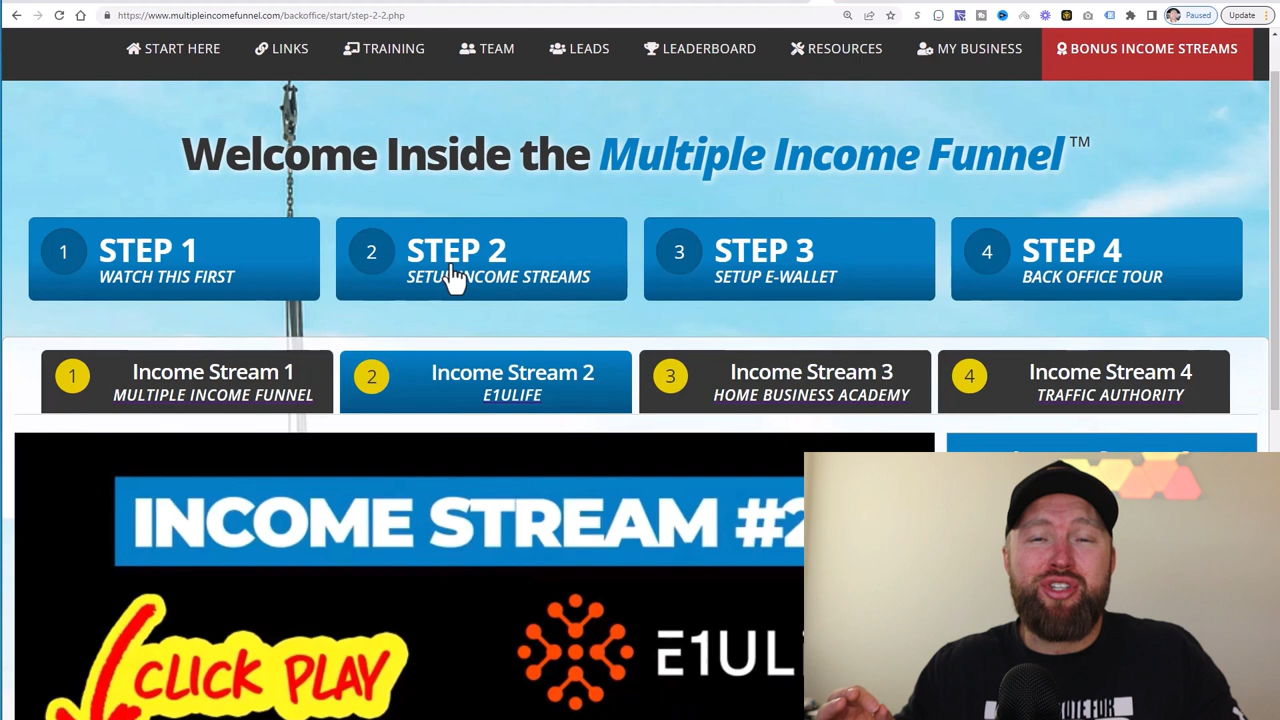 https://www.multipleincomefunnel.com/backoffice/start/step-2-2.php
Paused
Update
START HERE
LINKS
TRAINING
TEAM
LEADS
LEADERBOARD
RESOURCES
MY BUSINESS
BONUS INCOME STREAMS
Welcome Inside the Multiple Income Funnel™
1
STEP 1
WATCH THIS FIRST
2
STEP 2
SETUP INCOME STREAMS
3
STEP 3
SETUP E-WALLET
4
STEP 4
BACK OFFICE TOUR
1
Income Stream 1
MULTIPLE INCOME FUNNEL
2
Income Stream 2
E1ULIFE
3
Income Stream 3
HOME BUSINESS ACADEMY
4
Income Stream 4
TRAFFIC AUTHORITY
INCOME STREAM #2
CLICK PLAY
E1UL